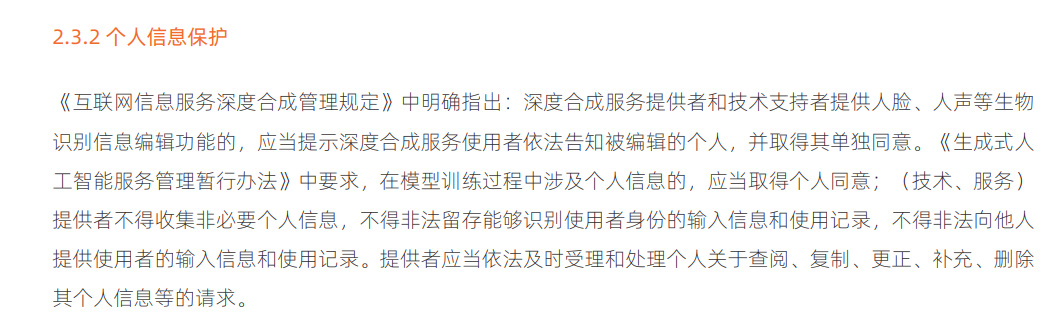 2.3.2 个人信息保护
《互联网信息服务深度合成管理规定》中明确指出：深度合成服务提供者和技术支持者提供人脸、人声等生物
识别信息编辑功能的，应当提示深度合成服务使用者依法告知被编辑的个人，并取得其单独同意。《生成式人
工智能服务管理暂行办法》中要求，在模型训练过程中涉及个人信息的，应当取得个人同意；（技术、服务）
提供者不得收集非必要个人信息，不得非法留存能够识别使用者身份的输入信息和使用记录，不得非法向他人
提供使用者的输入信息和使用记录。提供者应当依法及时受理和处理个人关于查阅、复制、更正、补充、删除
其个人信息等的请求。